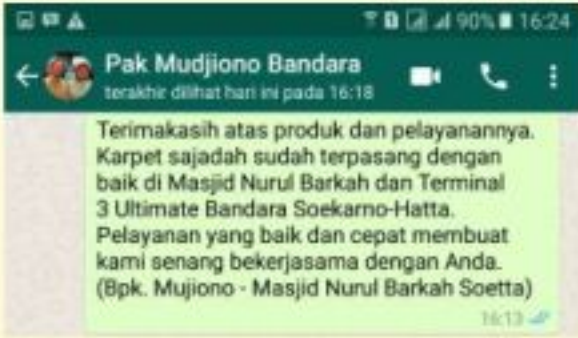 90% 16:24
Pak Mudjiono Bandara
terakhir dilihat hari ini pada 16:18
Terimakasih atas produk dan pelayanannya.
Karpet sajadah sudah terpasang dengan
baik di Masjid Nurul Barkah dan Terminal
3 Ultimate Bandara Soekarno-Hatta.
Pelayanan yang baik dan cepat membuat
kami senang bekerjasama dengan Anda.
(Bpk. Mujiono - Masjid Nurul Barkah Soetta)
16:13